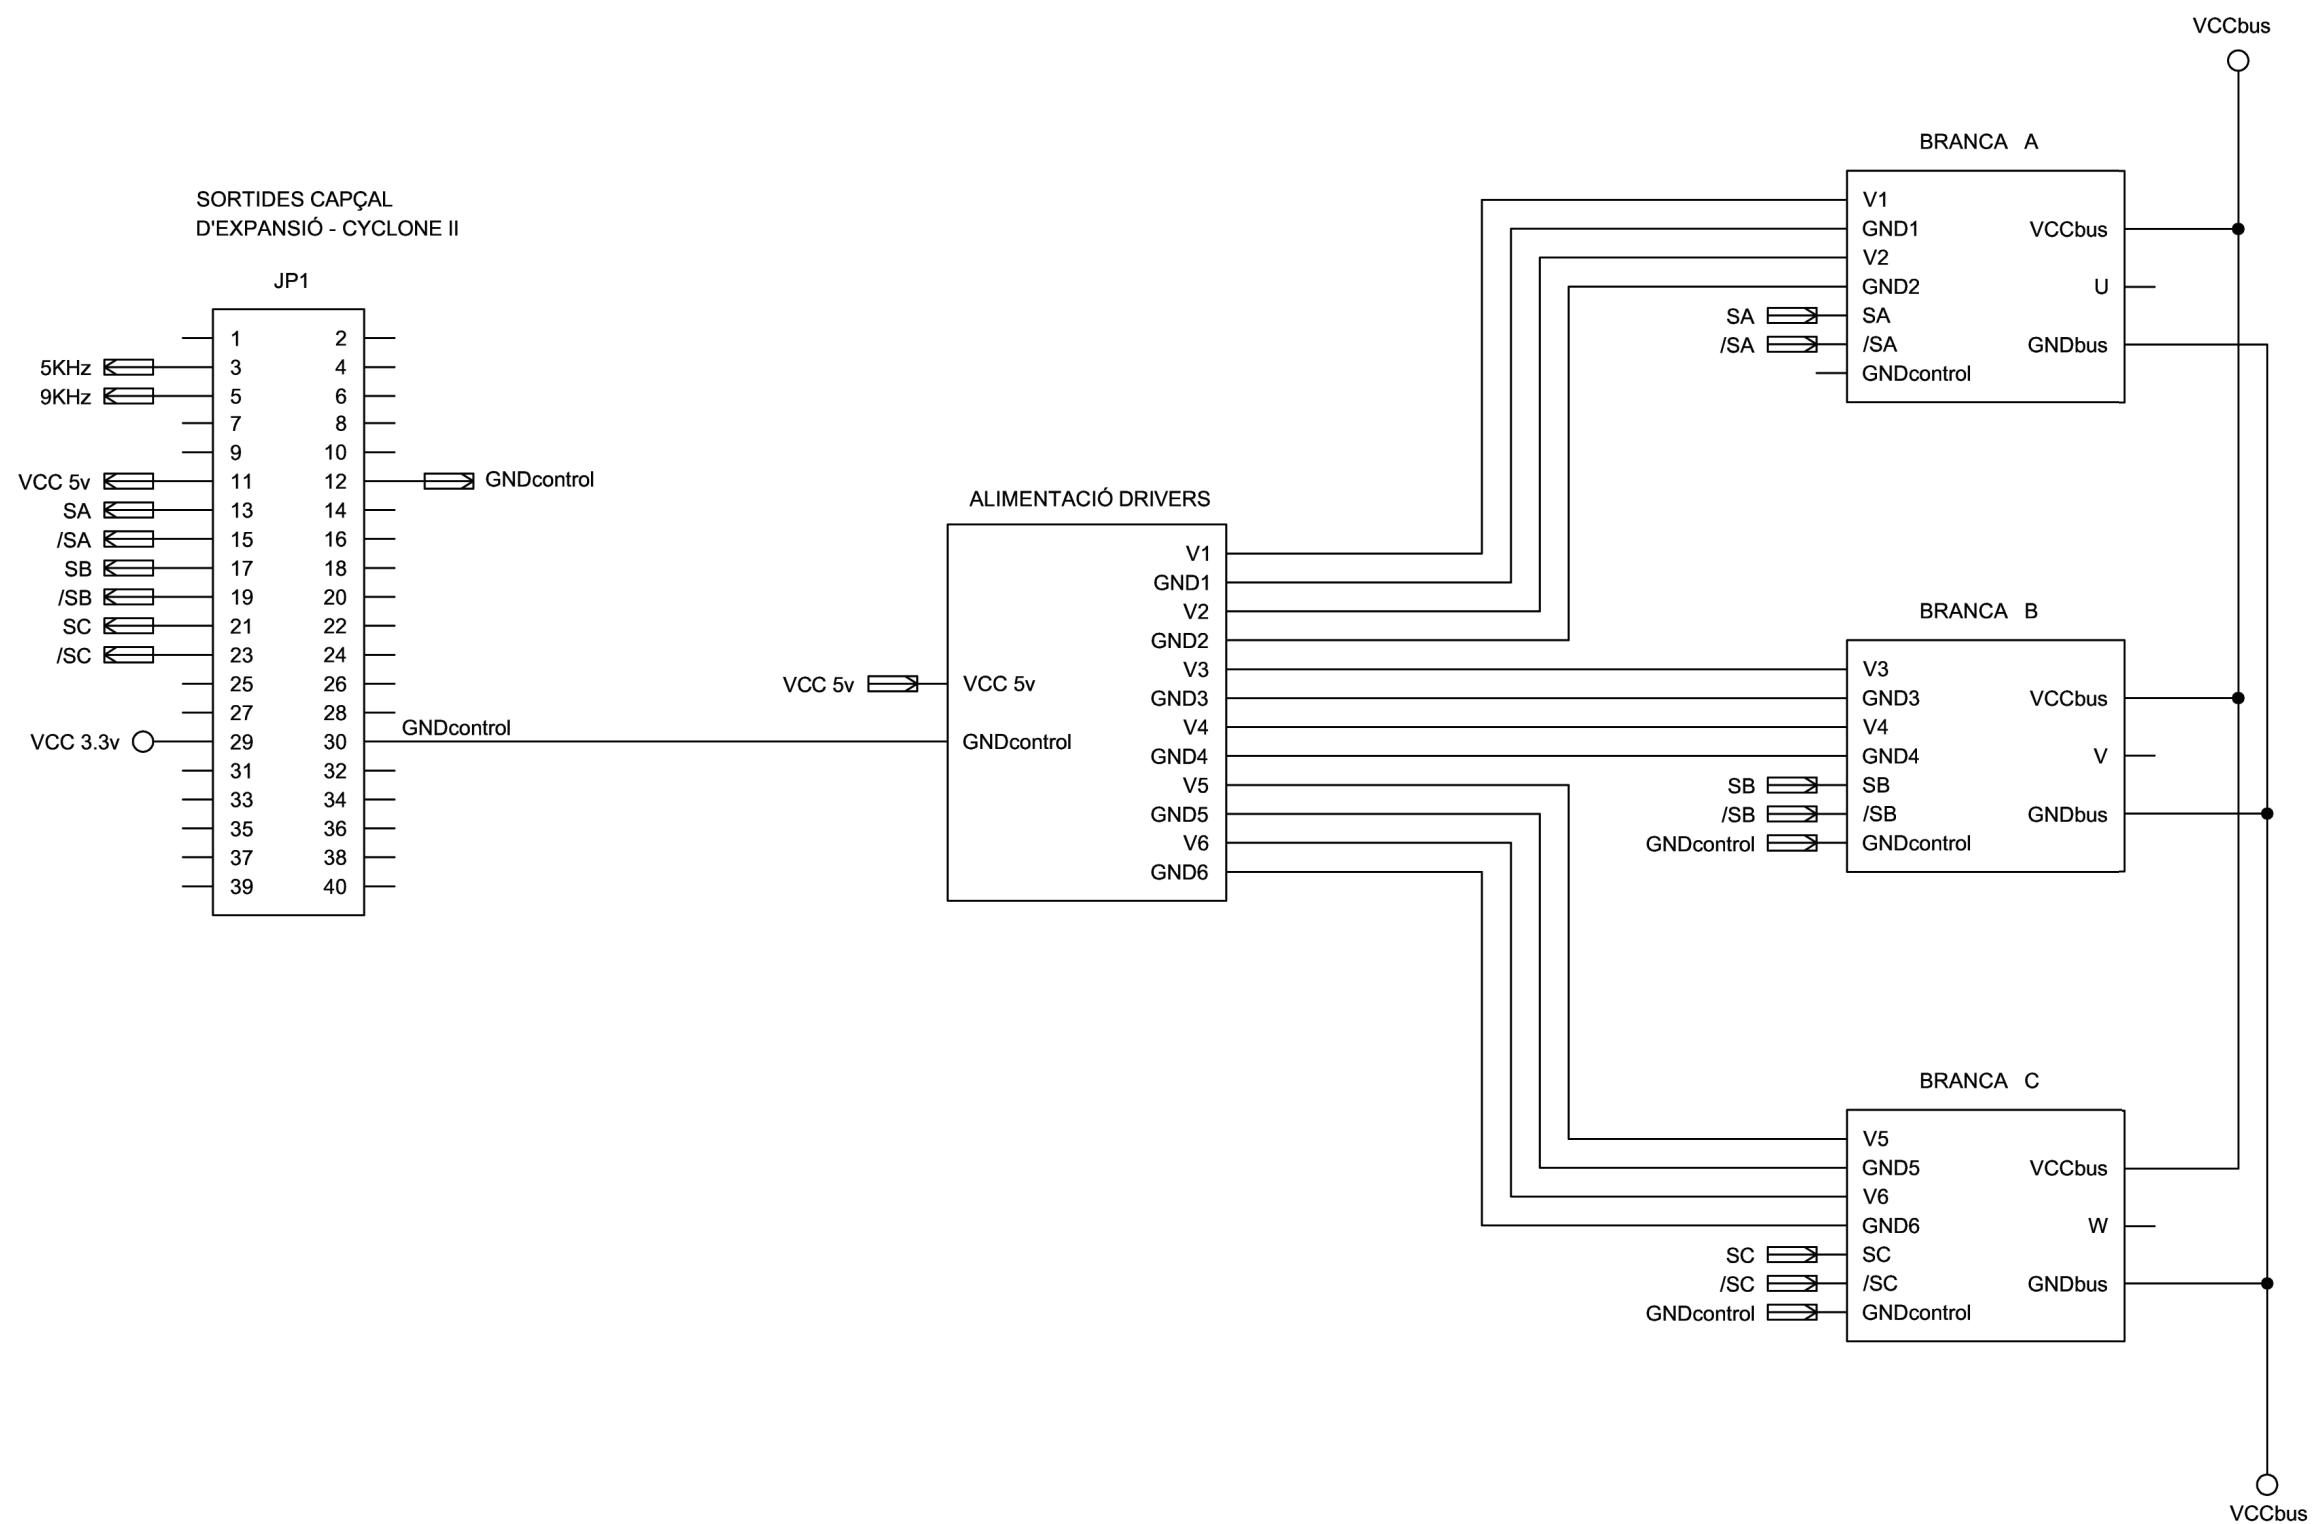 VCCbus
BRANCA A
V1
GND1
VCCbus
V2
GND2
U
SA
SA
/SA
/SA
GNDbus
GNDcontrol
SORTIDES CAPÇAL
D'EXPANSIÓ - CYCLONE II
JP1
1 2
5KHz 3 4
9KHz 5 6
7 8
9 10
VCC 5v 11 12 GNDcontrol
SA 13 14
/SA 15 16
SB 17 18
/SB 19 20
SC 21 22
/SC 23 24
25 26
27 28
GNDcontrol
VCC 3.3v 29 30
31 32
33 34
35 36
37 38
39 40
ALIMENTACIÓ DRIVERS
V1
GND1
V2
GND2
V3
VCC 5v VCC 5v
GND3
V4
GNDcontrol
GND4
V5
GND5
V6
GND6
BRANCA B
V3
GND3 VCCbus
V4
GND4 V
SB SB
/SB /SB GNDbus
GNDcontrol GNDcontrol
BRANCA C
V5
GND5 VCCbus
V6
GND6 W
SC SC
/SC /SC GNDbus
GNDcontrol GNDcontrol
VCCbus